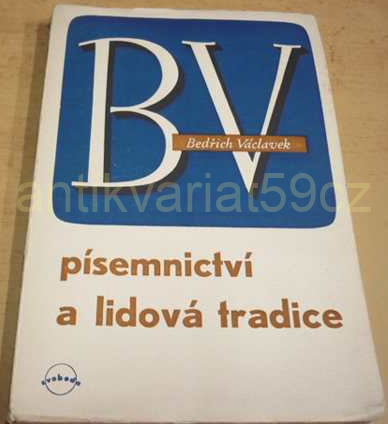 BV
Bedřich Václavek
antikvariat59cz
písemnictví
a lidová tradice
svoboda